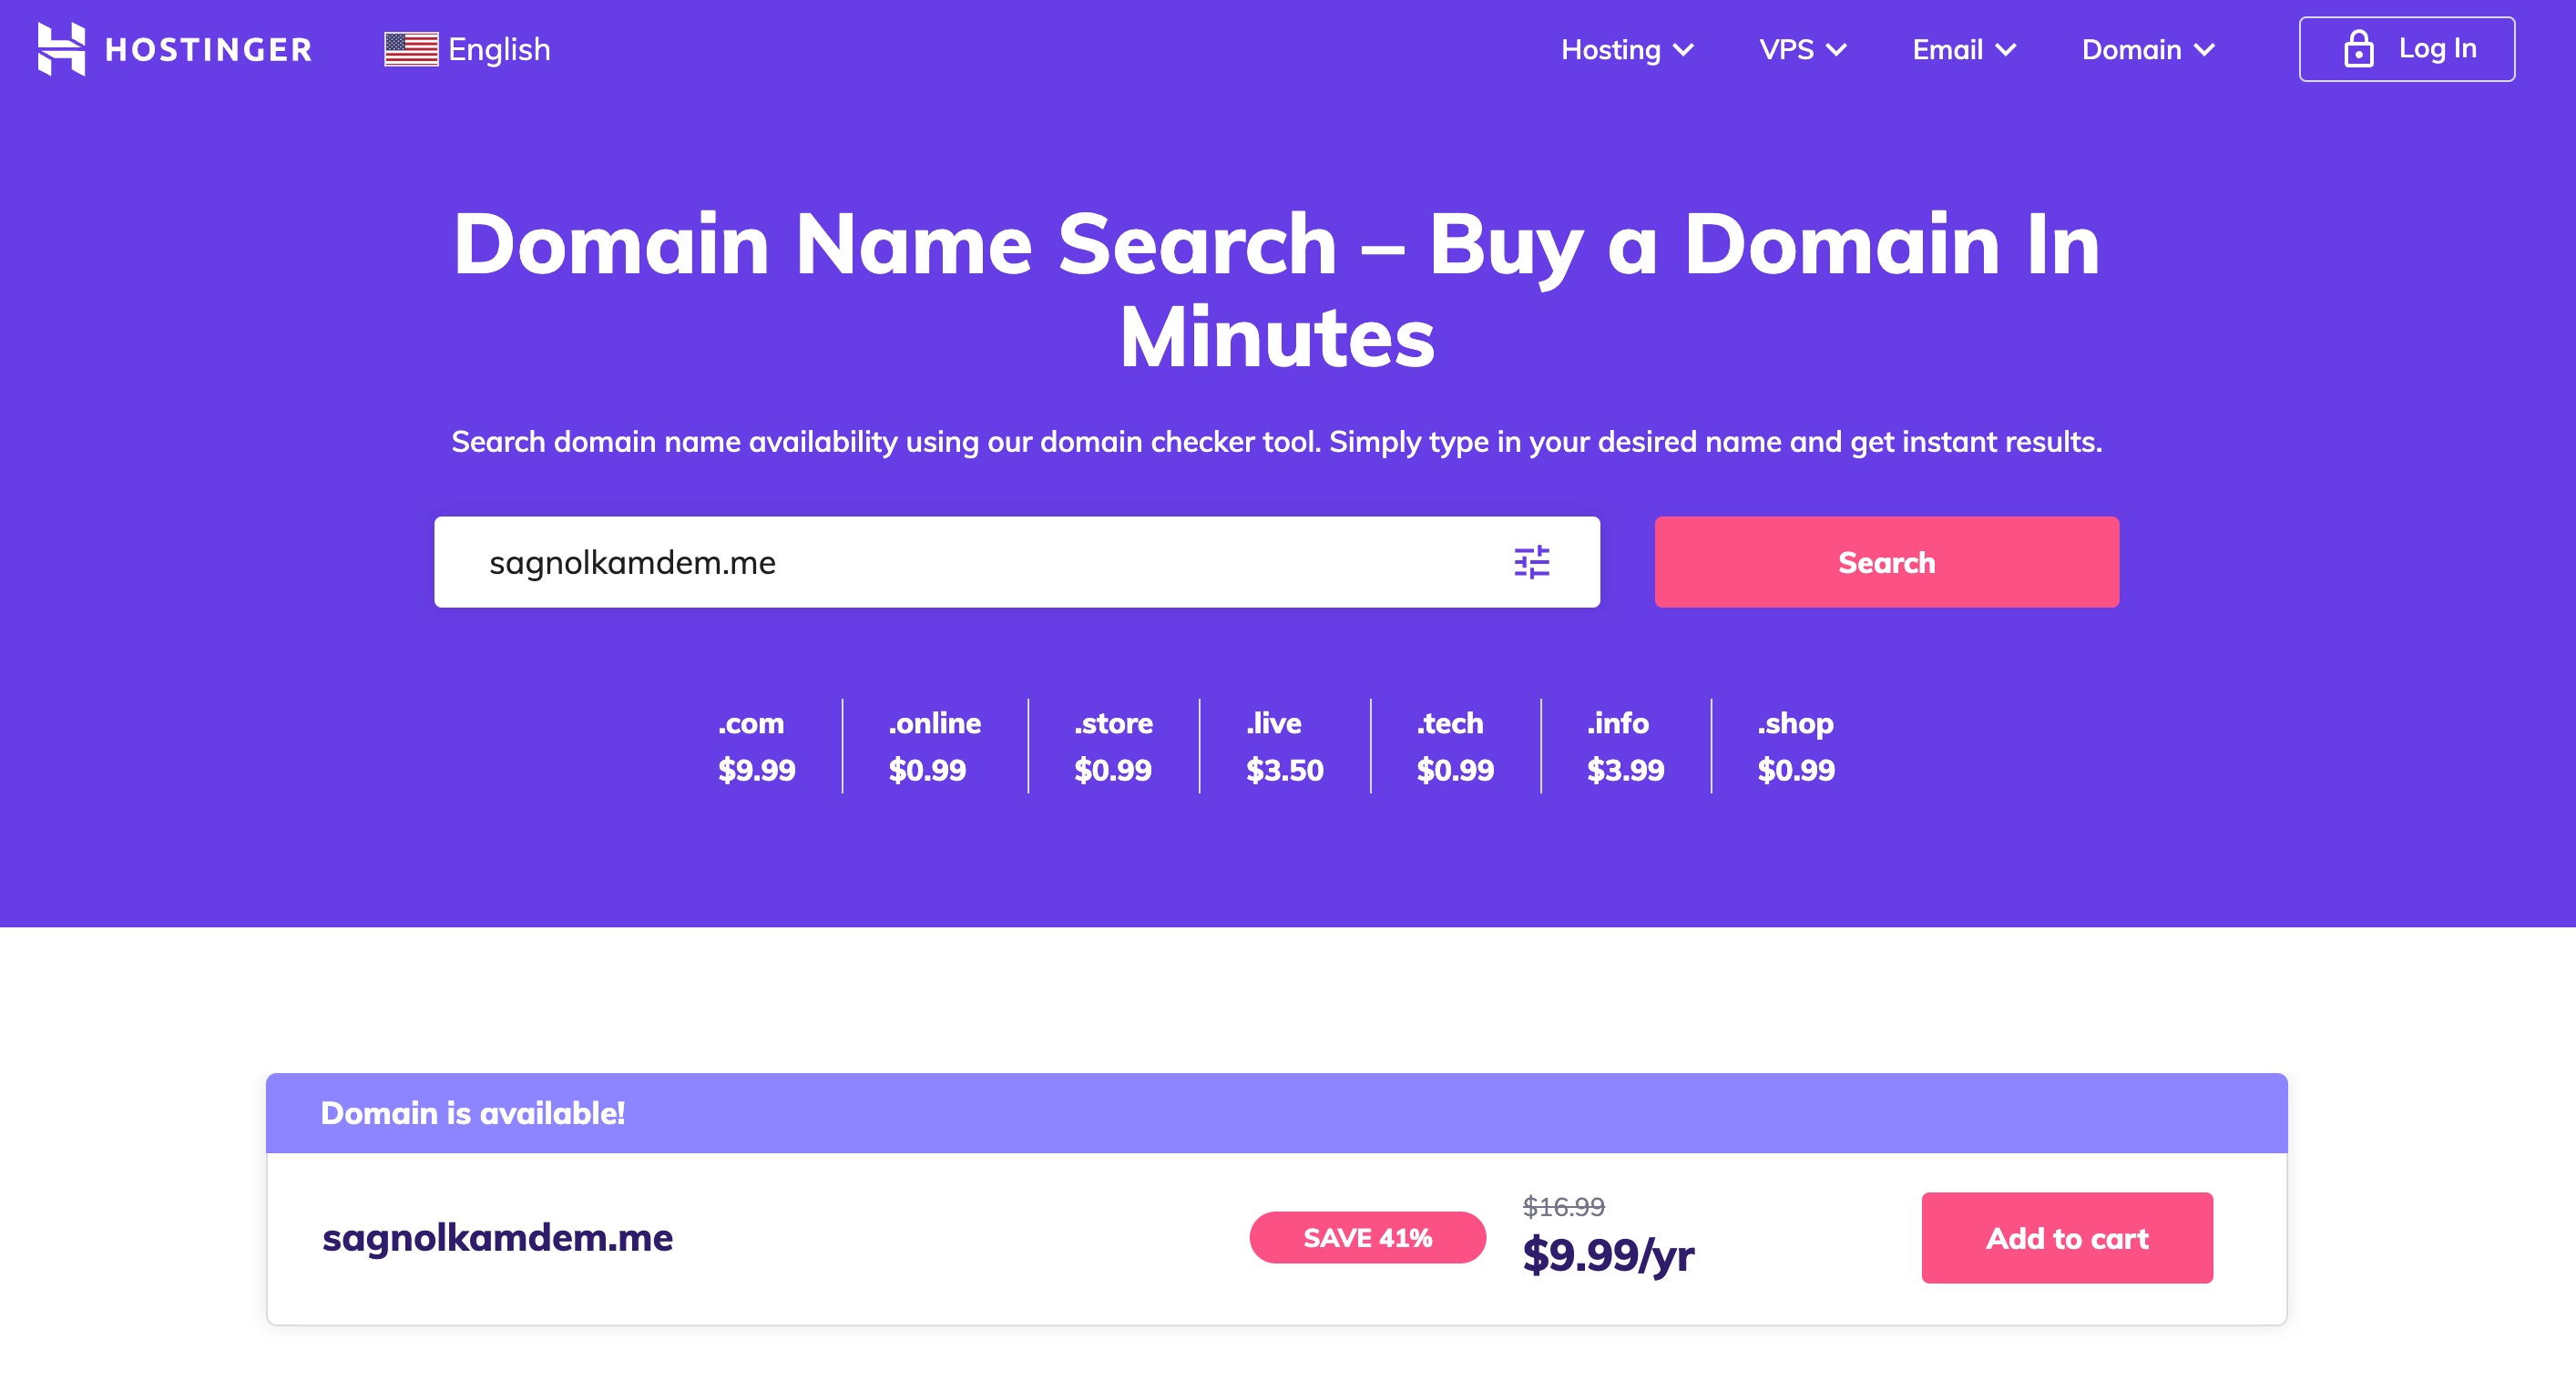 HOSTINGER English Hosting VPS Email Domain Log In
Domain Name Search – Buy a Domain In
Minutes
Search domain name availability using our domain checker tool. Simply type in your desired name and get instant results.
sagnolkamdem.me Search
.com .online .store .live .tech .info .shop
$9.99 $0.99 $0.99 $3.50 $0.99 $3.99 $0.99
Domain is available!
$16.99
sagnolkamdem.me SAVE 41% $9.99/yr Add to cart